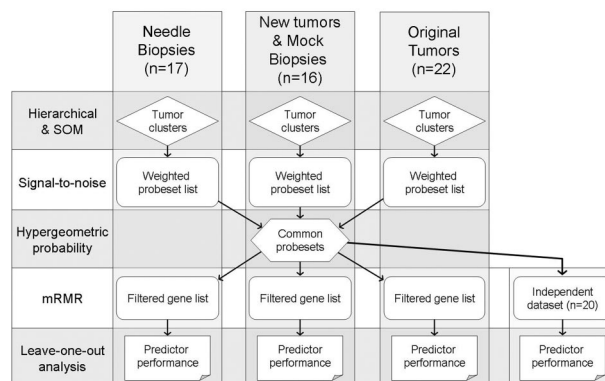 Needle
Biopsies
(n=17)
New tumors
& Mock
Biopsies
(n=16)
Original
Tumors
(n=22)
Hierarchical
& SOM
Tumor
clusters
Tumor
clusters
Tumor
clusters
Signal-to-noise
Weighted
probeset list
Weighted
probeset list
Weighted
probeset list
Hypergeometric
probability
Common
probesets
mRMR
Filtered gene list
Filtered gene list
Filtered gene list
Independent
dataset (n=20)
Leave-one-out
analysis
Predictor
performance
Predictor
performance
Predictor
performance
Predictor
performance